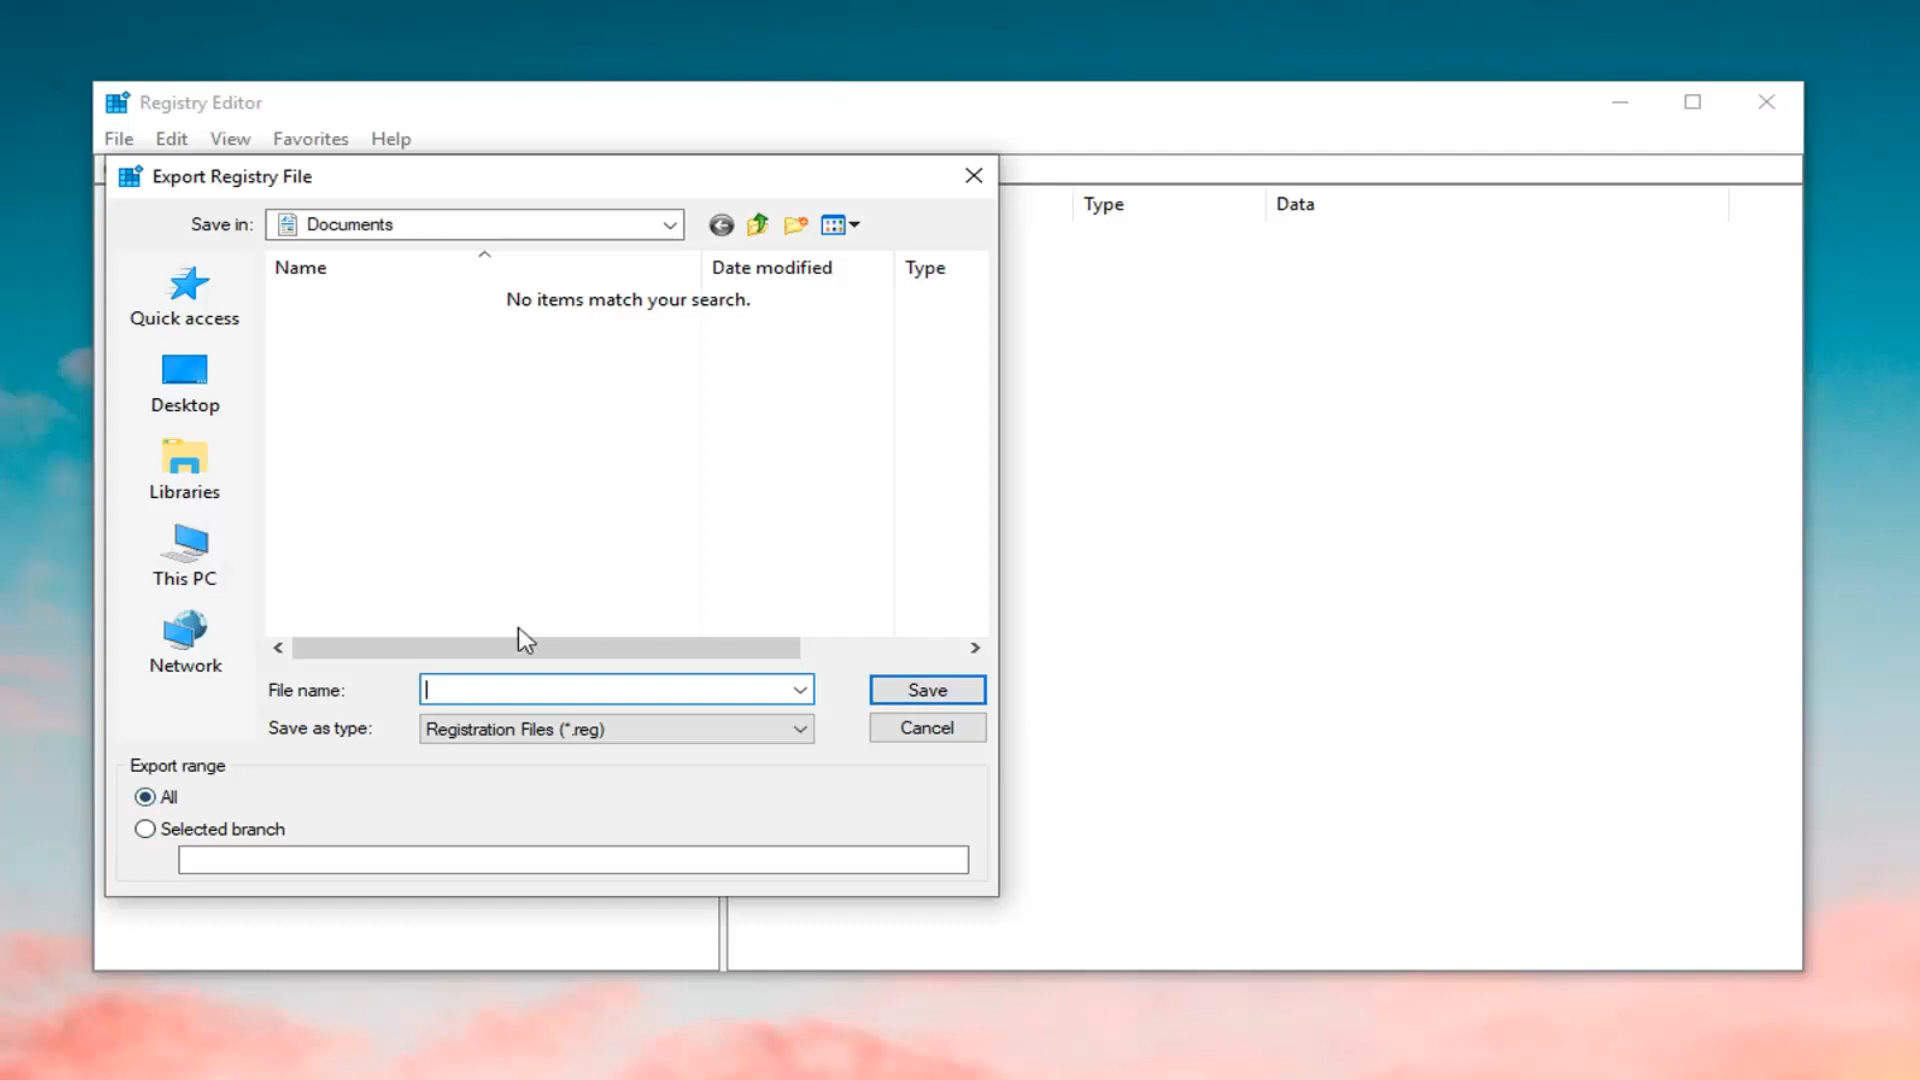 Registry Editor
File Edit View Favorites Help
Export Registry File
Type Data
Save in: Documents
Name Date modified Type
No items match your search.
Quick access
Desktop
Libraries
This PC
Network
File name: Save
Save as type: Registration Files (*.reg) Cancel
Export range
All
Selected branch